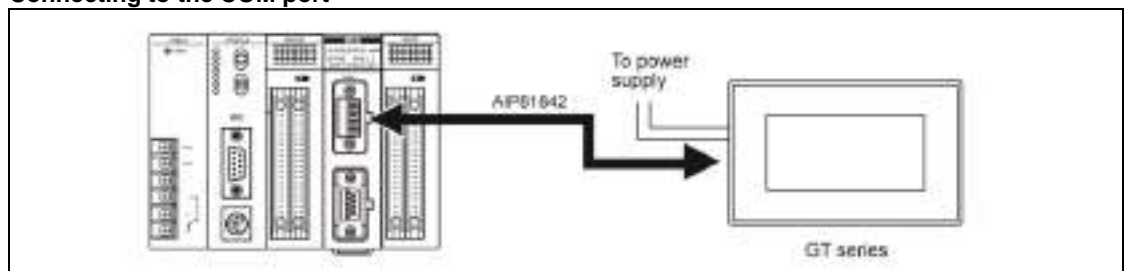 Connecting to the COM port
To power
supply
AIP81842
GT series